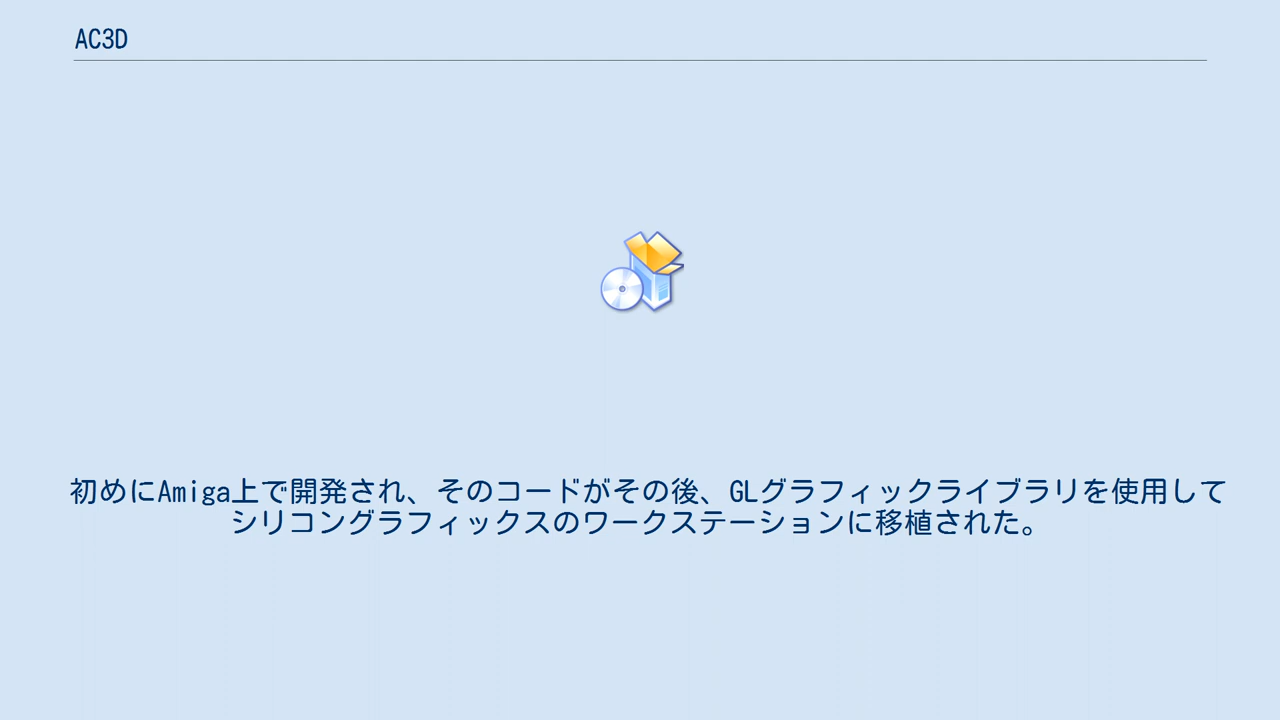 AC3D
初めにAmiga上で開発され、そのコードがその後、GLグラフィックライブラリを使用して
シリコングラフィックスのワークステーションに移植された。